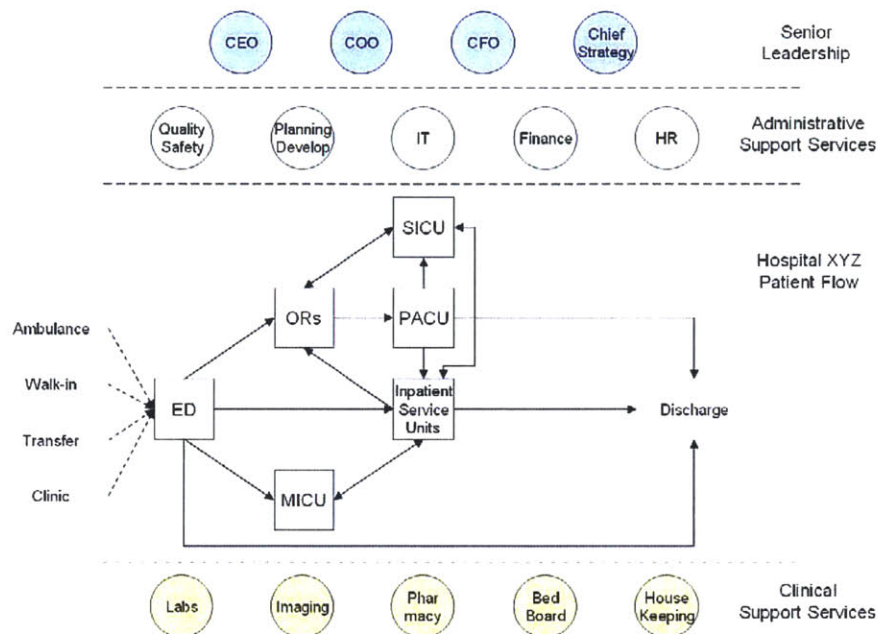 CEO
COO
CFO
Chief
Strategy
Senior
Leadership
Quality
Safety
Planning
Develop
IT
Finance
HR
Administrative
Support Services
SICU
Hospital XYZ
Patient Flow
ORs
PACU
Ambulance
Walk-in
Transfer
Clinic
ED
Inpatient
Service
Units
Discharge
MICU
Labs
Imaging
Phar
macy
Bed
Board
House
Keeping
Clinical
Support Services